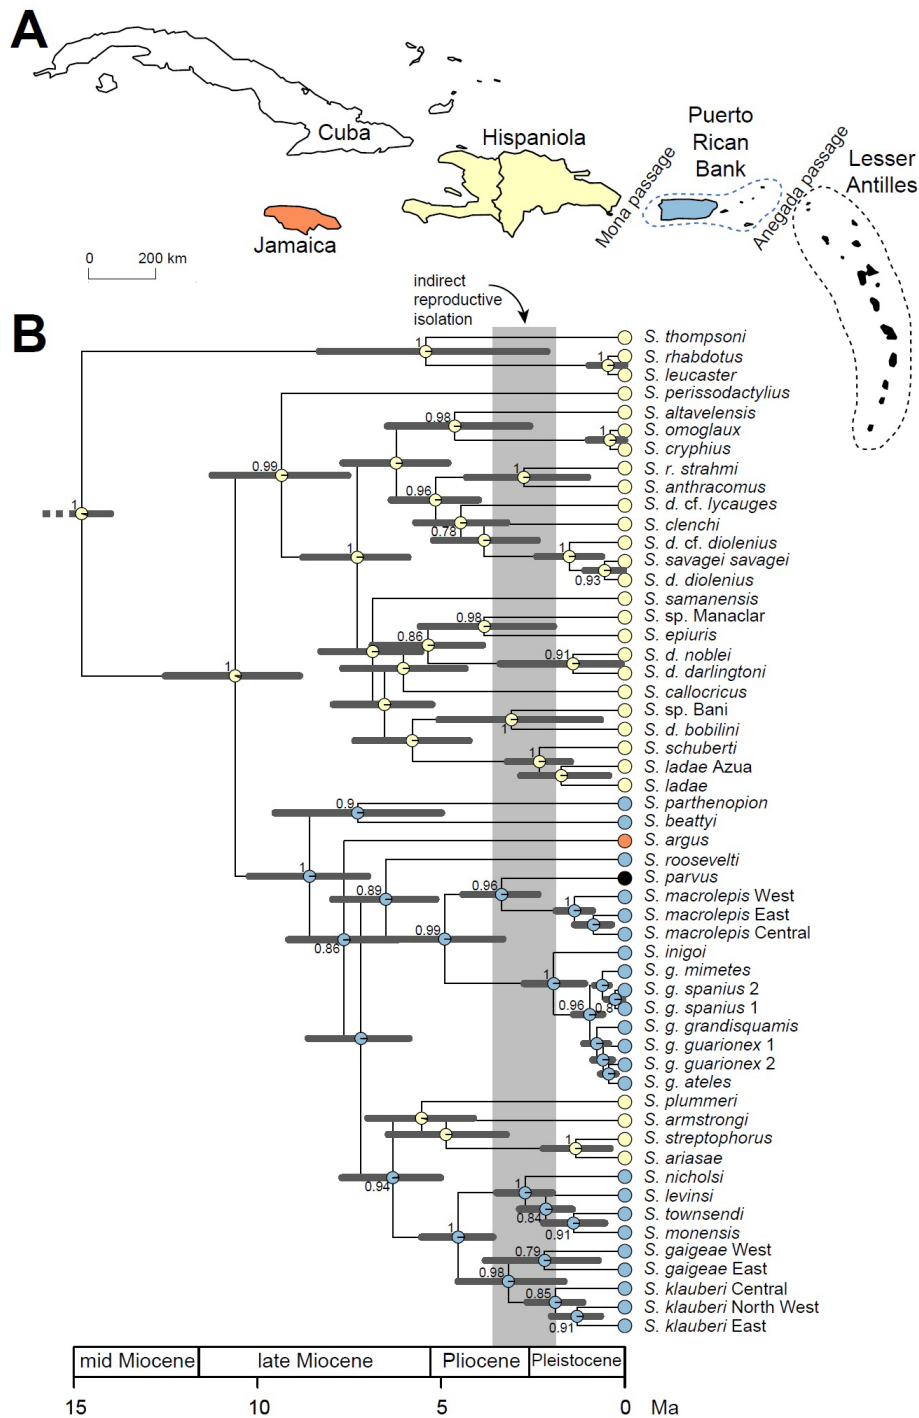 A
Cuba
Hispaniola
Puerto
Rican
Bank
Lesser
Antilles
Mona passage
Anegada passage
Jamaica
0 200 km
indirect
reproductive
isolation
B
S. thompsoni
1
S. rhabdotus
1
S. leucaster
S. perissodactylius
S. altavelensis
0.98
S. omoglaux
1
S. cryphius
S. r. strahmi
0.99
1
S. anthracomus
0.96
S. d. cf. lycauges
1
S. clenchi
0.78
S. d. cf. diolenius
1
1
S. savagei savagei
S. d. diolenius
0.93
S. samanensis
S. sp. Manaclar
0.98
S. epiuris
0.86
S. d. noblei
0.91
S. d. darlingtoni
1
S. callocricus
S. sp. Bani
S. d. bobilini
1
S. schuberti
1
S. ladae Azua
S. ladae
S. parthenopion
0.9
S. beattyi
S. argus
S. roosevelti
1
S. parvus
0.89
0.96
S. macrolepis West
1
S. macrolepis East
S. macrolepis Central
0.99
0.86
S. inigoi
1
S. g. mimetes
S. g. spanius 2
0.96
0.8
S. g. spanius 1
S. g. grandisquamis
S. g. guarionex 1
S. g. guarionex 2
S. g. ateles
S. plummeri
S. armstrongi
S. streptophorus
1
S. ariasae
S. nicholsi
0.94
1
S. levinsi
S. townsendi
0.84
S. monensis
0.91
1
S. gaigeae West
0.79
S. gaigeae East
0.98
S. klauberi Central
0.85
S. klauberi North West
S. klauberi East
0.91
mid Miocene late Miocene Pliocene Pleistocene
15 10 5 0 Ma